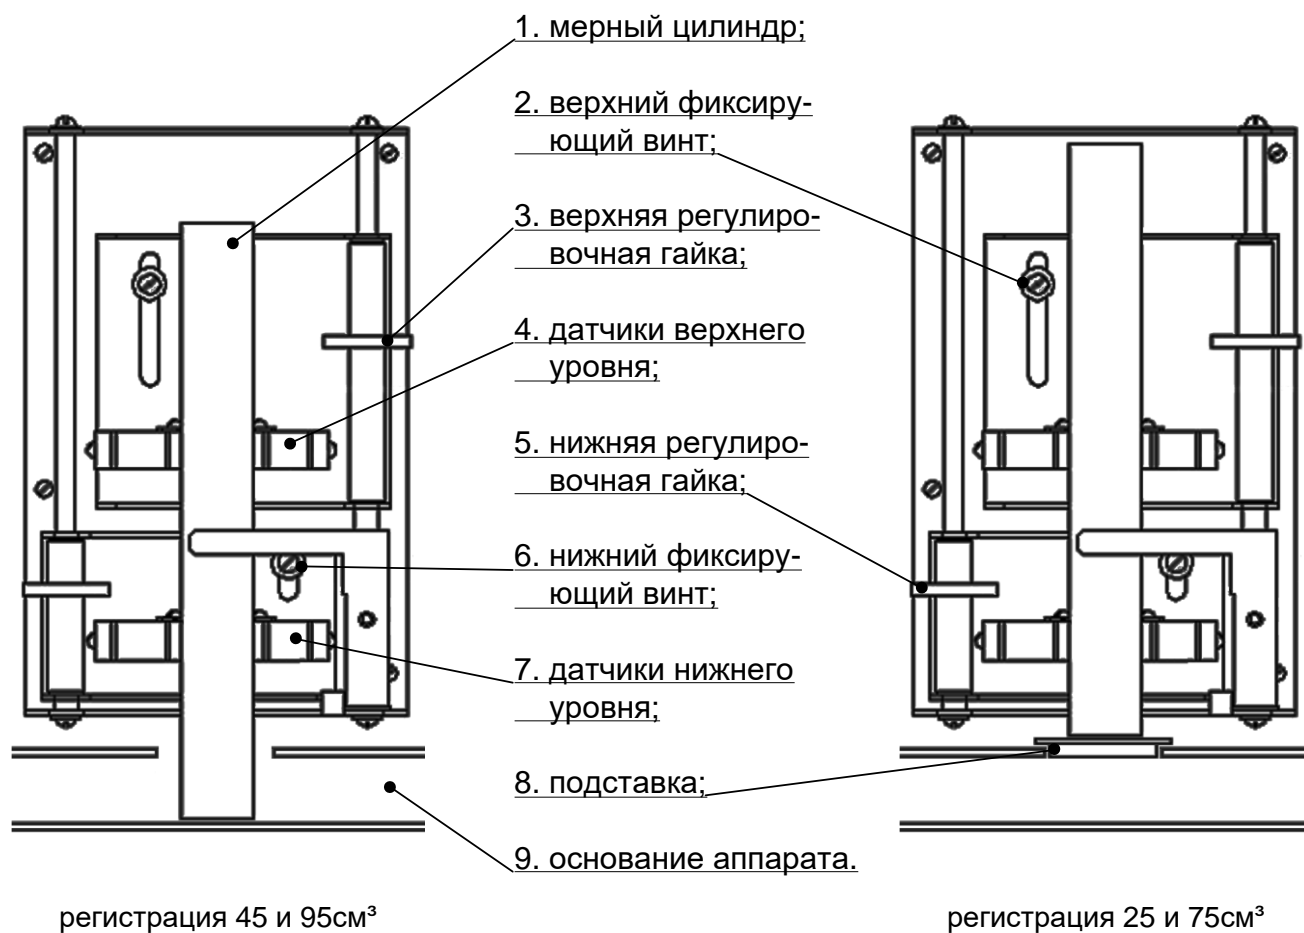 1. мерный цилиндр;
2. верхний фиксиру-
ющий винт;
3. верхняя регулиро-
вочная гайка;
4. датчики верхнего
уровня;
5. нижняя регулиро-
вочная гайка;
6. нижний фиксиру-
ющий винт;
7. датчики нижнего
уровня;
8. подставка;
9. основание аппарата.
регистрация 45 и 95см³
регистрация 25 и 75см³